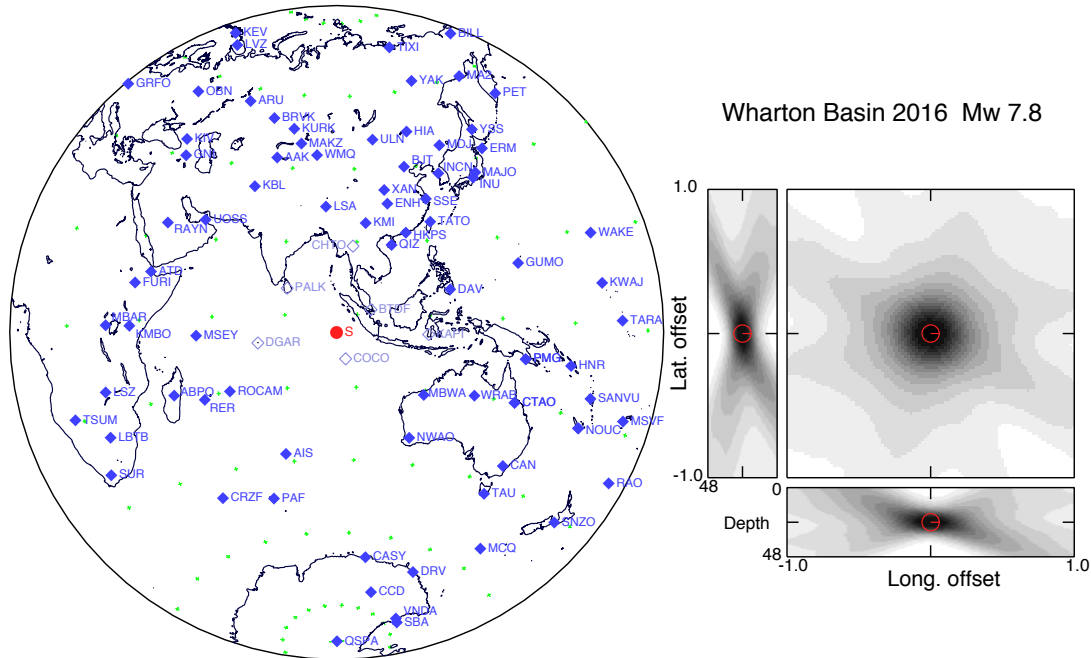 KEV
BILL
LVZ
TIXI
GRFO
OBN
YAK
MA2
PET
ARU
BRVK
KURK
HIA
YSS
KIV
MAKZ
ULN
MDJ
ERM
GNI
AAK
WMQ
BJT
INCN
MAJO
INU
KBL
XAN
LSA
ENH
SSE
RAYN
UOSS
KMI
TATO
HKPS
WAKE
CHTO
QIZ
GUMO
ATD
FURI
PALK
DAV
KWAJ
BTDF
MBAR
KMBO
MSEY
S
KAPI
TARA
DGAR
COCO
PMG
HNR
LSZ
ABPO
ROCAM
RER
MBWA
WRAB
CTAO
SANVU
TSUM
MSVF
LBTB
NWAO
NOUC
AIS
CAN
SUR
CRZF
PAF
TAU
RAO
SNZO
MCQ
CASY
DRV
CCD
VNDA
SBA
QSPA
Wharton Basin 2016 Mw 7.8
1.0
Lat. offset
-1.0
48
0
Depth
48
-1.0
1.0
Long. offset